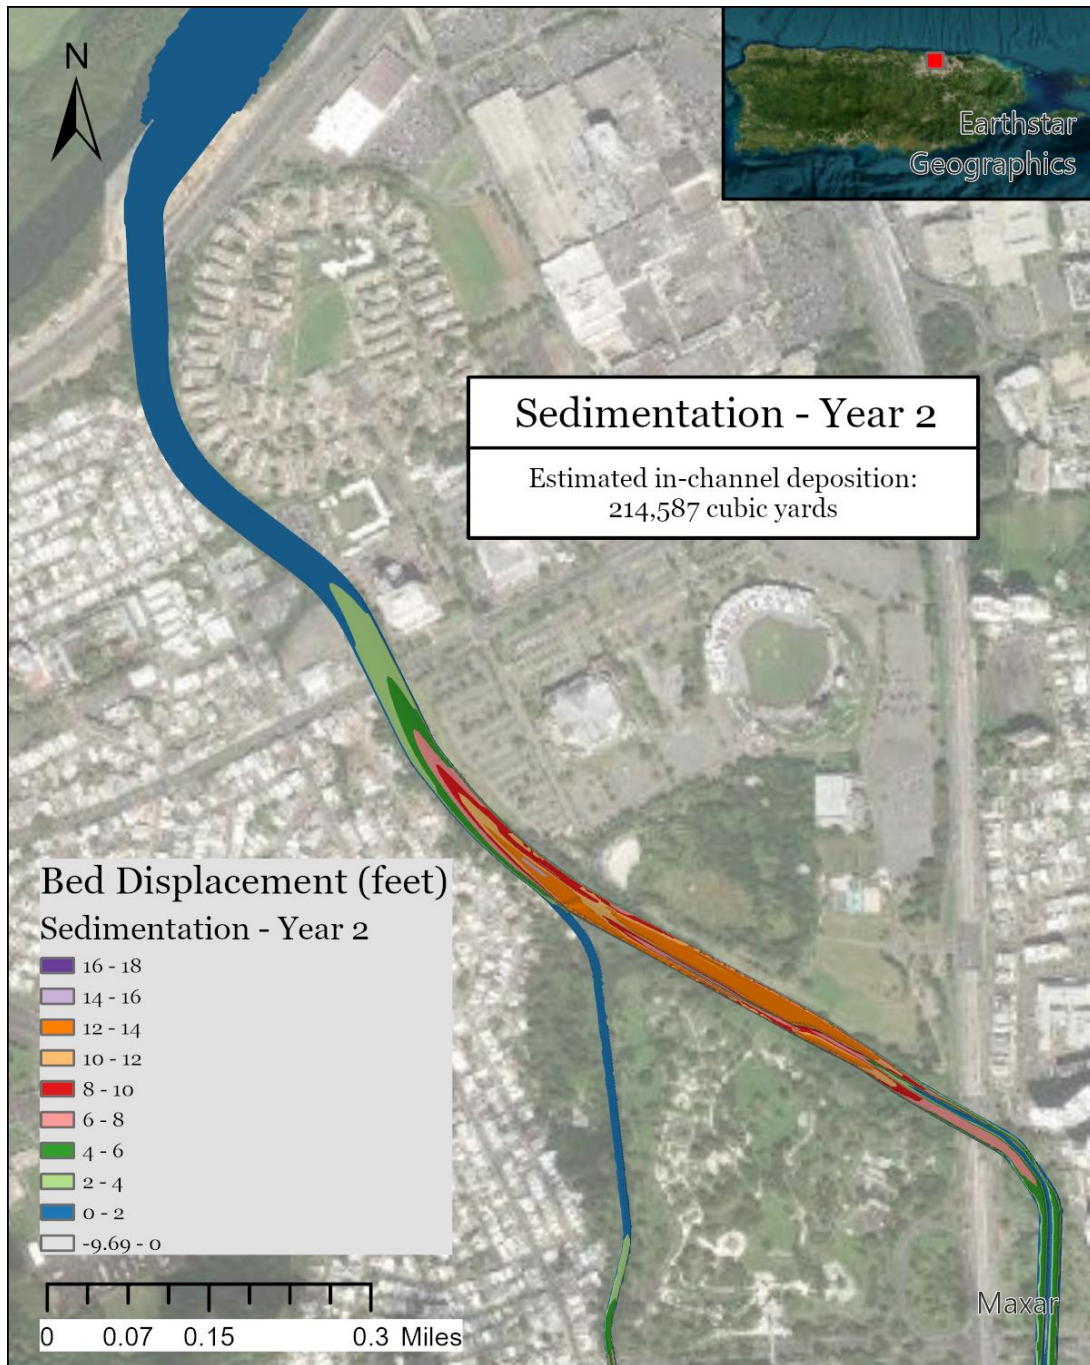 N
Earthstar
Geographics
Sedimentation - Year 2
Estimated in-channel deposition:
214,587 cubic yards
Bed Displacement (feet)
Sedimentation - Year 2
16 - 18
14 - 16
12 - 14
10 - 12
8 - 10
6 - 8
4 - 6
2 - 4
0 - 2
-9.69 - 0
Maxar
0 0.07 0.15 0.3 Miles